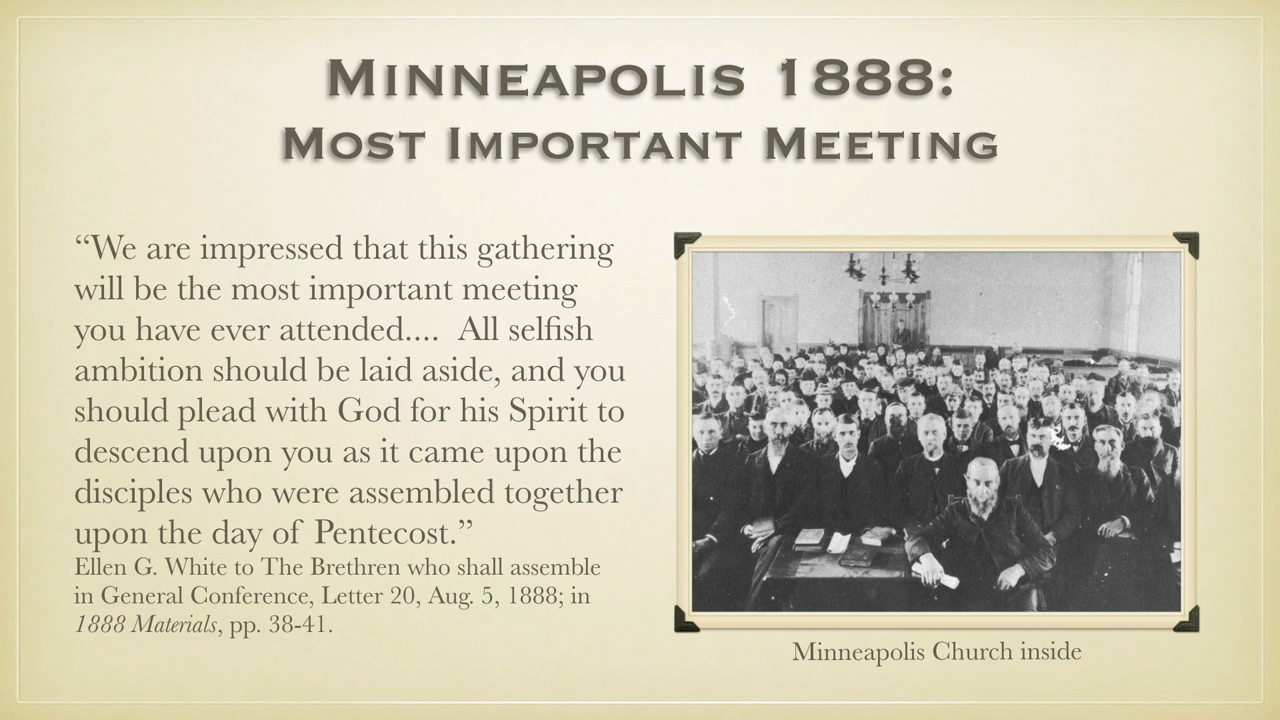 Minneapolis 1888:
Most Important Meeting
“We are impressed that this gathering
will be the most important meeting
you have ever attended.... All selfish
ambition should be laid aside, and you
should plead with God for his Spirit to
descend upon you as it came upon the
disciples who were assembled together
upon the day of Pentecost.”
Ellen G. White to The Brethren who shall assemble
in General Conference, Letter 20, Aug. 5, 1888; in
1888 Materials, pp. 38-41.
Minneapolis Church inside